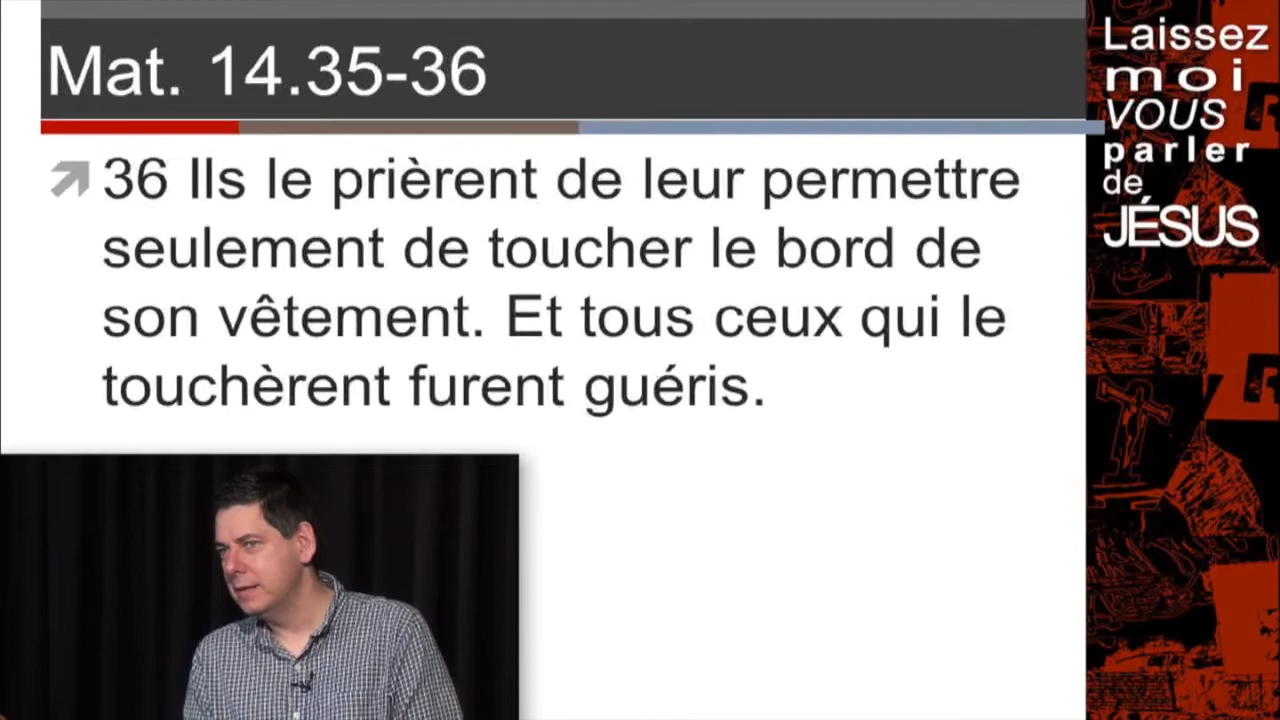 Mat. 14.35-36
36 Ils le prièrent de leur permettre
seulement de toucher le bord de
son vêtement. Et tous ceux qui le
touchèrent furent guéris.
Laissez
moi
VOUS
parler
de
JÉSUS